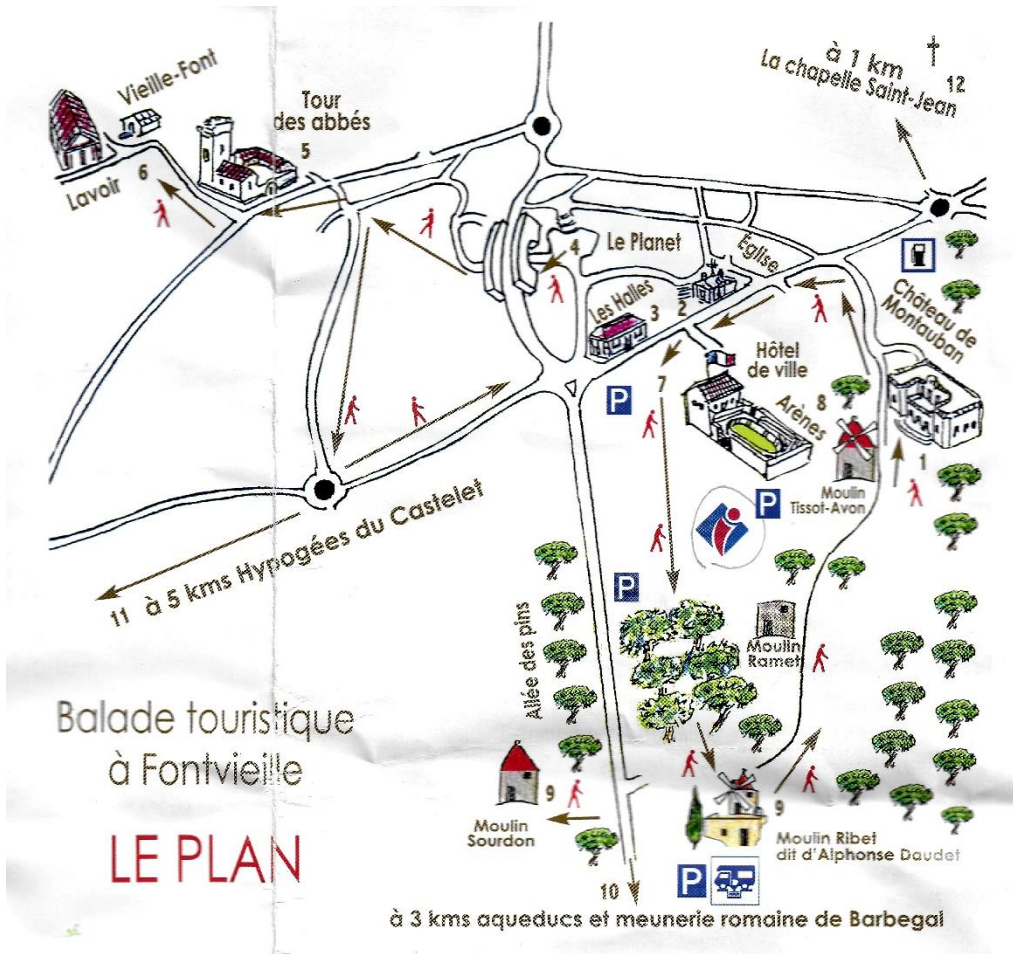 à 1 km
La chapelle Saint-Jean
12
Vieille-Font
Tour
des abbés
5
Lavoir
6
4
Le Planet
Église
Les Halles
3
2
Château de
Montauban
Hôtel
de ville
7
P
Arènes
8
1
Moulin
Tissot-Avon
P
11 à 5 kms Hypogées du Castelet
P
Allée des pins
Moulin
Ramet
Balade touristique
à Fontvieille
LE PLAN
9
Moulin
Sourdon
9
Moulin Ribet
dit d'Alphonse Daudet
P
10
à 3 kms aqueducs et meunerie romaine de Barbegal